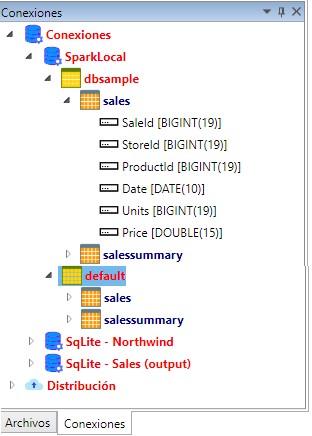 Conexiones
Conexiones
SparkLocal
dbsample
sales
SaleId [BIGINT(19)]
StoreId [BIGINT(19)]
ProductId [BIGINT(19)]
Date [DATE(10)]
Units [BIGINT(19)]
Price [DOUBLE(15)]
salessummary
default
sales
salessummary
SqLite - Northwind
SqLite - Sales (output)
Distribución
Archivos Conexiones